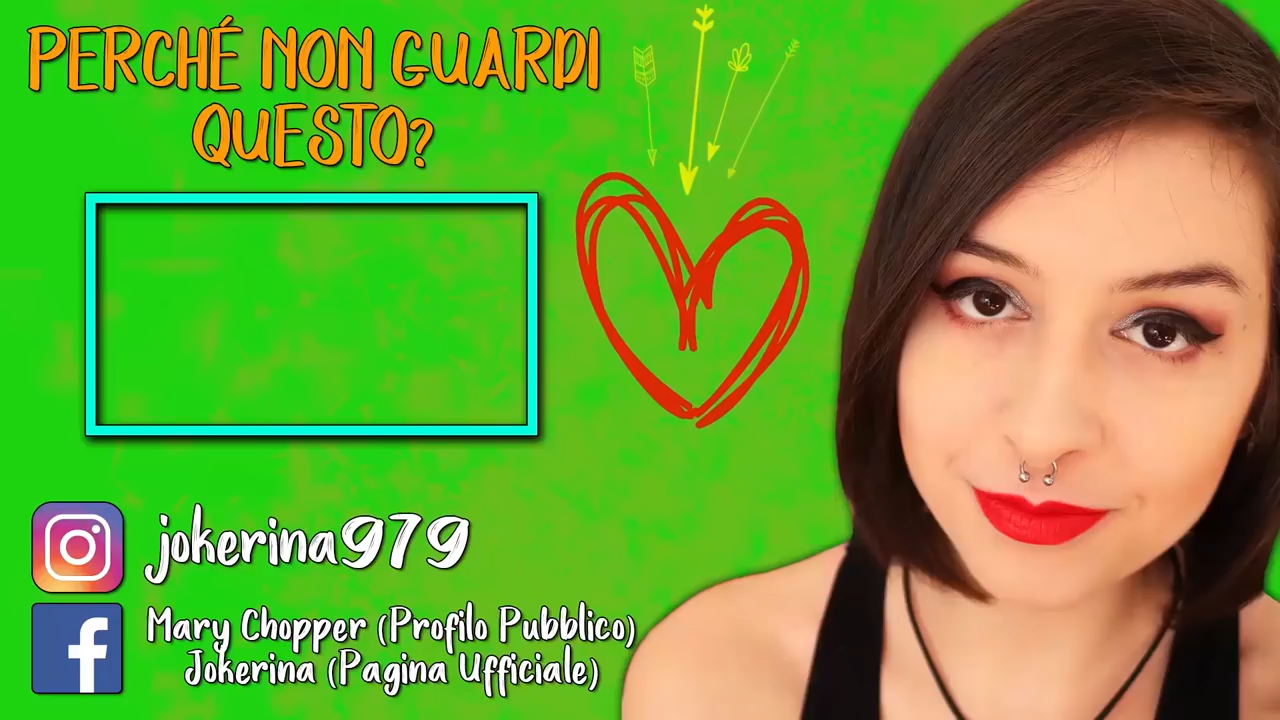 PERCHÉ NON GUARDI
QUESTO?
jokerina979
Mary Chopper (Profilo Pubblico)
Jokerina (Pagina Ufficiale)